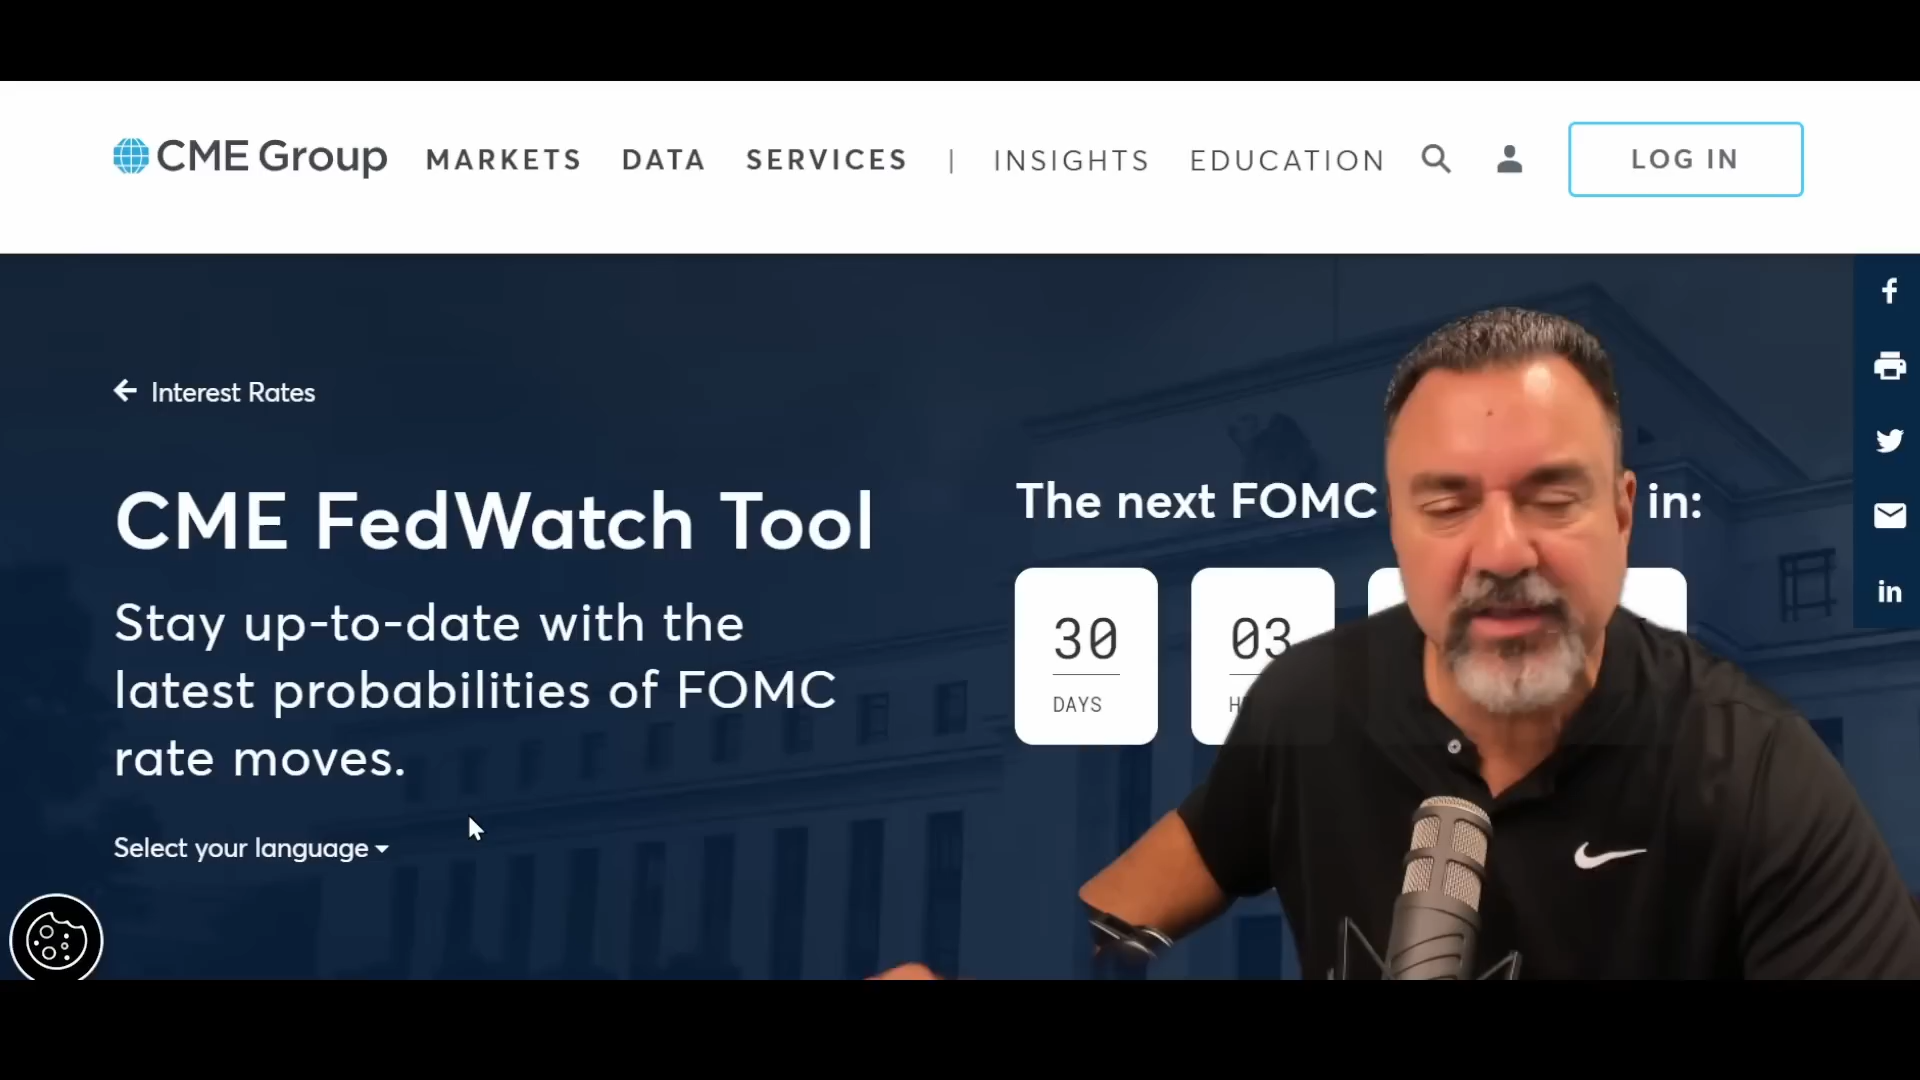 CME Group MARKETS DATA SERVICES | INSIGHTS EDUCATION LOG IN
Interest Rates
CME FedWatch Tool
Stay up-to-date with the
latest probabilities of FOMC
rate moves.
Select your language
The next FOMC in:
30 03
DAYS